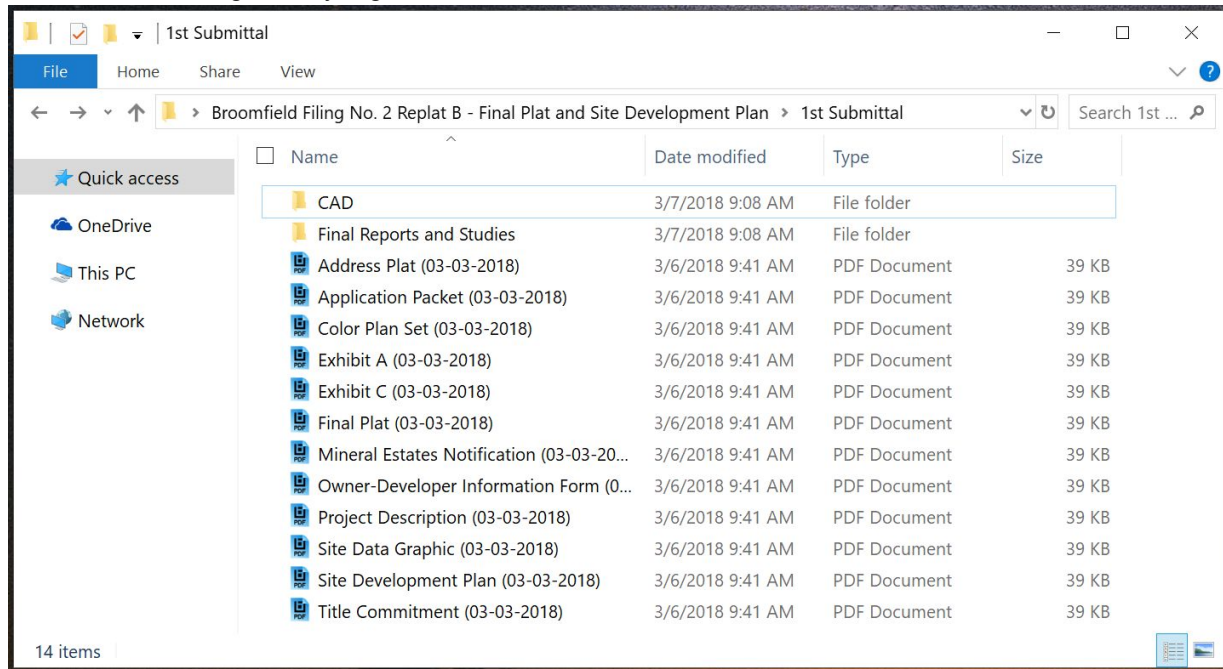 1st Submittal
File Home Share View
Broomfield Filing No. 2 Replat B - Final Plat and Site Development Plan > 1st Submittal Search 1st ...
Name Date modified Type Size
Quick access
OneDrive
This PC
Network
CAD 3/7/2018 9:08 AM File folder
Final Reports and Studies 3/7/2018 9:08 AM File folder
Address Plat (03-03-2018) 3/6/2018 9:41 AM PDF Document 39 KB
Application Packet (03-03-2018) 3/6/2018 9:41 AM PDF Document 39 KB
Color Plan Set (03-03-2018) 3/6/2018 9:41 AM PDF Document 39 KB
Exhibit A (03-03-2018) 3/6/2018 9:41 AM PDF Document 39 KB
Exhibit C (03-03-2018) 3/6/2018 9:41 AM PDF Document 39 KB
Final Plat (03-03-2018) 3/6/2018 9:41 AM PDF Document 39 KB
Mineral Estates Notification (03-03-20... 3/6/2018 9:41 AM PDF Document 39 KB
Owner-Developer Information Form (0... 3/6/2018 9:41 AM PDF Document 39 KB
Project Description (03-03-2018) 3/6/2018 9:41 AM PDF Document 39 KB
Site Data Graphic (03-03-2018) 3/6/2018 9:41 AM PDF Document 39 KB
Site Development Plan (03-03-2018) 3/6/2018 9:41 AM PDF Document 39 KB
Title Commitment (03-03-2018) 3/6/2018 9:41 AM PDF Document 39 KB
14 items